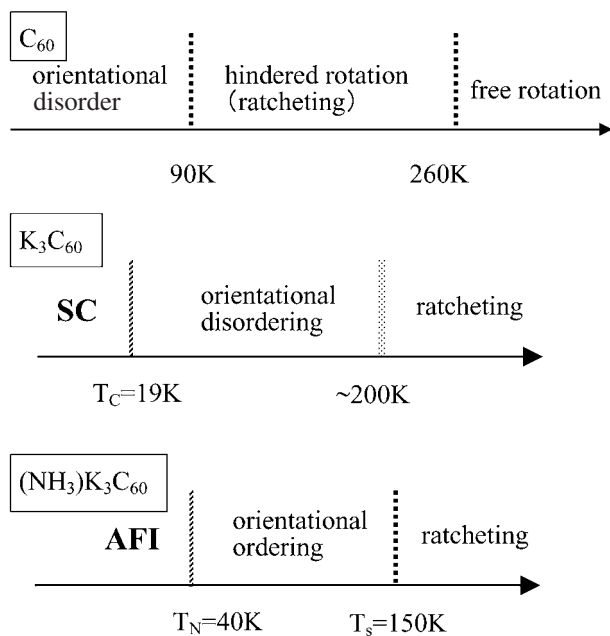 C60
orientational
disorder
hindered rotation
(ratcheting)
free rotation
90K
260K
K3C60
SC
orientational
disordering
ratcheting
TC=19K
~200K
(NH3)K3C60
AFI
orientational
ordering
ratcheting
TN=40K
Ts=150K